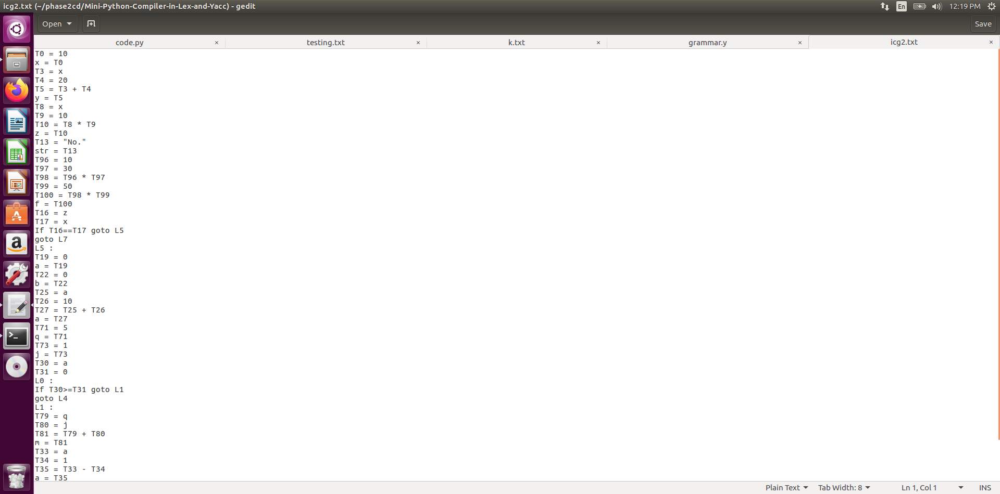 icg2.txt (~/phase2cd/Mini-Python-Compiler-in-Lex-and-Yacc) - gedit
En
12:19 PM
Open
Save
code.py ×
testing.txt ×
k.txt ×
grammar.y ×
icg2.txt ×
T0 = 10
x = T0
T3 = x
T4 = 20
T5 = T3 + T4
y = T5
T8 = x
T9 = 10
T10 = T8 * T9
z = T10
T13 = "No."
str = T13
T96 = 10
T97 = 30
T98 = T96 * T97
T99 = 50
T100 = T98 * T99
f = T100
T16 = z
T17 = x
If T16==T17 goto L5
goto L7
L5 :
T19 = 0
a = T19
T22 = 0
b = T22
T25 = a
T26 = 10
T27 = T25 + T26
a = T27
T71 = 5
q = T71
T73 = 1
j = T73
T30 = a
T31 = 0
L0 :
If T30>=T31 goto L1
goto L4
L1 :
T79 = q
T80 = j
T81 = T79 + T80
m = T81
T33 = a
T34 = 1
T35 = T33 - T34
a = T35
Plain Text
Tab Width: 8
Ln 1, Col 1
INS